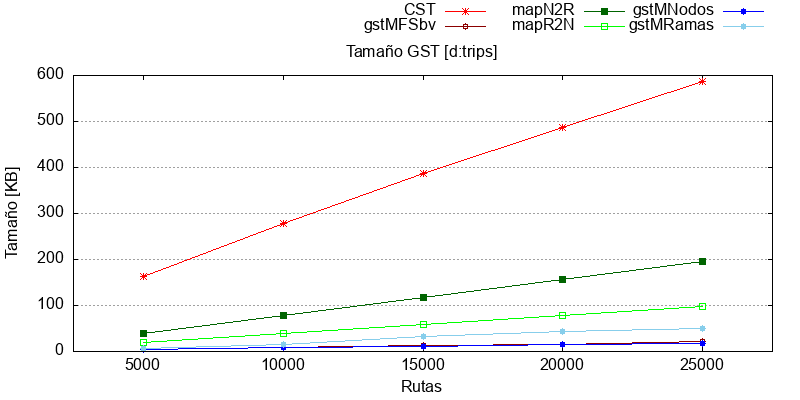 CST mapN2R gstMNodos
gstMFSbv mapR2N gstMRamas
Tamaño GST [d:trips]
600
500
400
300
200
100
0
Tamaño [KB]
5000 10000 15000 20000 25000
Rutas